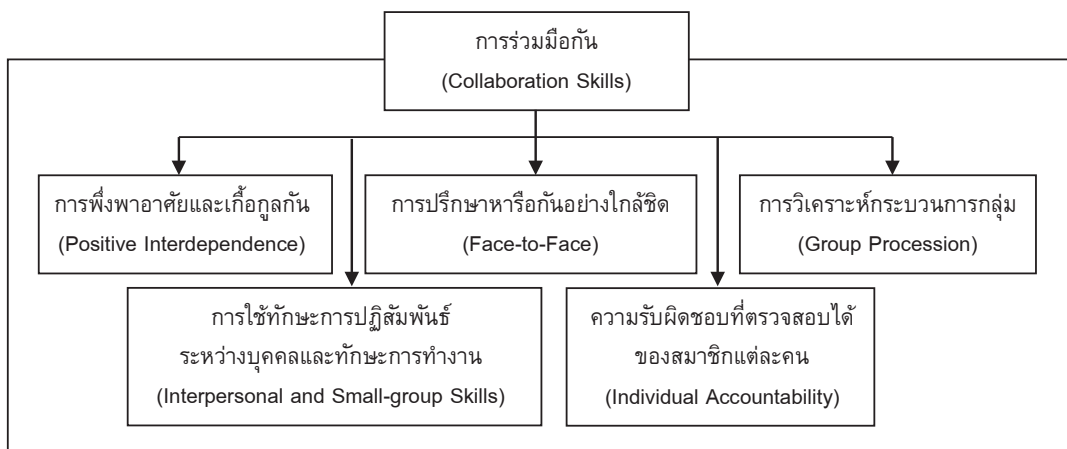 การร่วมมือกัน
(Collaboration Skills)
การพึ่งพาอาศัยและเกื้อกูลกัน
(Positive Interdependence)
การปรึกษาหารือกันอย่างใกล้ชิด
(Face-to-Face)
การวิเคราะห์กระบวนการกลุ่ม
(Group Procession)
การใช้ทักษะการปฏิสัมพันธ์
ระหว่างบุคคลและทักษะการทำงาน
(Interpersonal and Small-group Skills)
ความรับผิดชอบที่ตรวจสอบได้
ของสมาชิกแต่ละคน
(Individual Accountability)